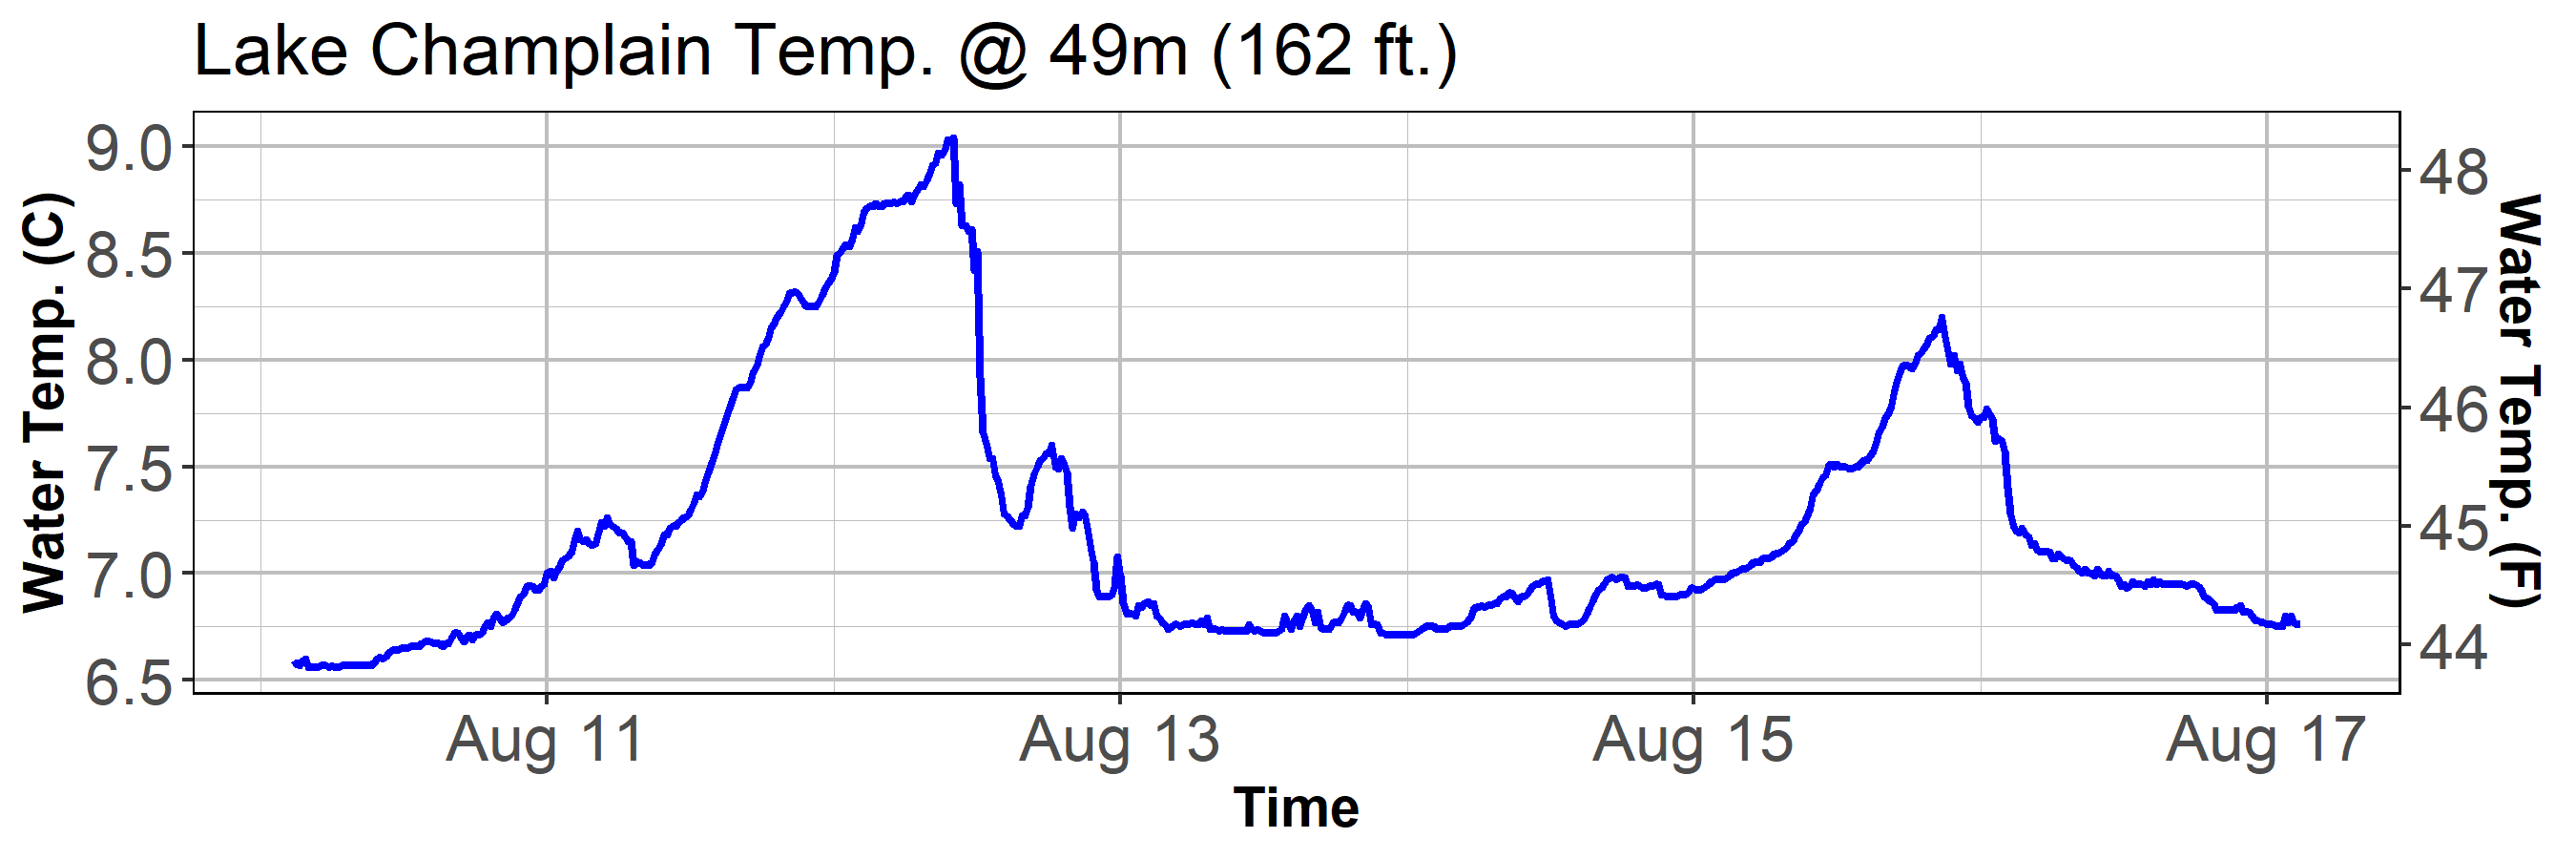 Lake Champlain Temp. @ 49m (162 ft.)
Water Temp. (C)
9.0
8.5
8.0
7.5
7.0
6.5
48
47
46
45
44
Water Temp. (F)
Aug 11 Aug 13 Aug 15 Aug 17
Time